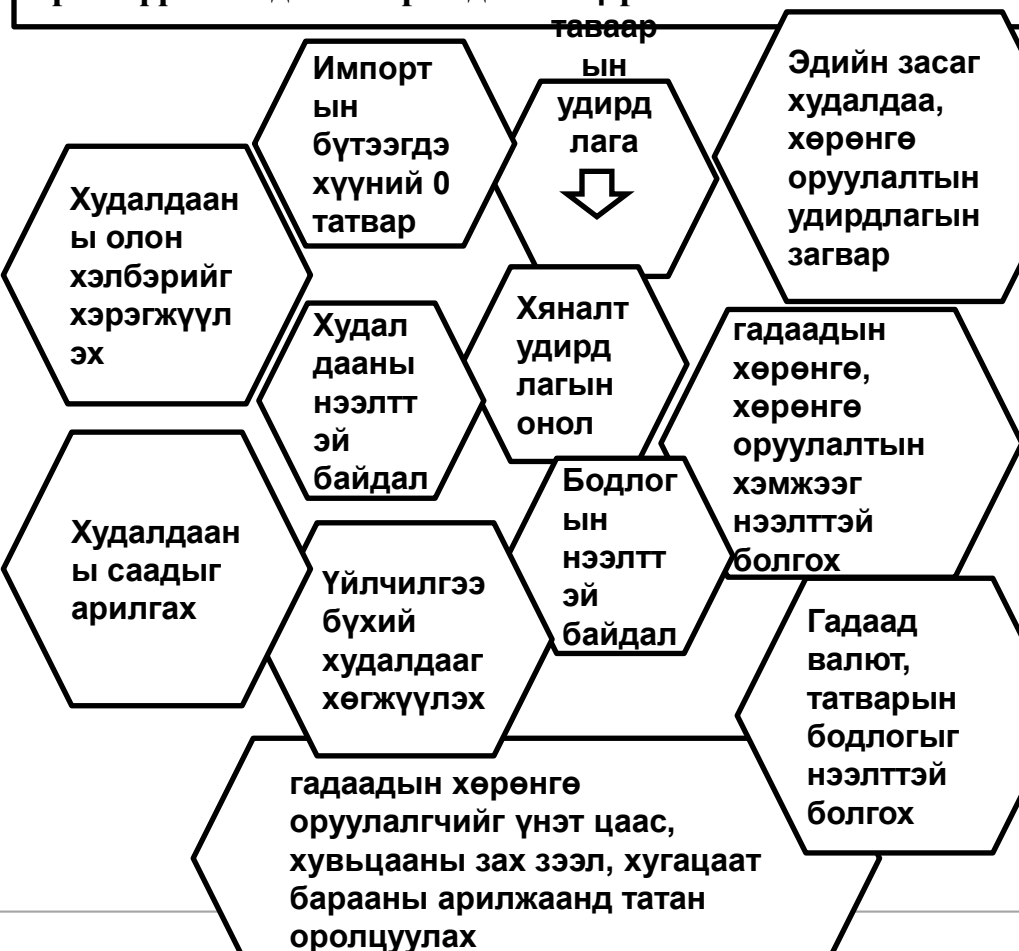 таваар
ын
удирд
лага
Импорт
ын
бүтээгдэ
хүүний 0
татвар
Эдийн засаг
худалдаа,
хөрөнгө
оруулалтын
удирдлагын
загвар
Худалдаан
ы олон
хэлбэрийг
хэрэгжүүл
эх
Худал
дааны
нээлтт
эй
байдал
Хяналт
удирд
лагын
онол
гадаадын
хөрөнгө,
хөрөнгө
оруулалтын
хэмжээг
нээлттэй
болгох
Худалдаан
ы саадыг
арилгах
Үйлчилгээ
бүхий
худалдааг
хөгжүүлэх
Бодлог
ын
нээлтт
эй
байдал
Гадаад
валют,
татварын
бодлогыг
нээлттэй
болгох
гадаадын хөрөнгө
оруулалгчийг үнэт цаас,
хувьцааны зах зээл, хугацаат
барааны арилжаанд татан
оролцуулах